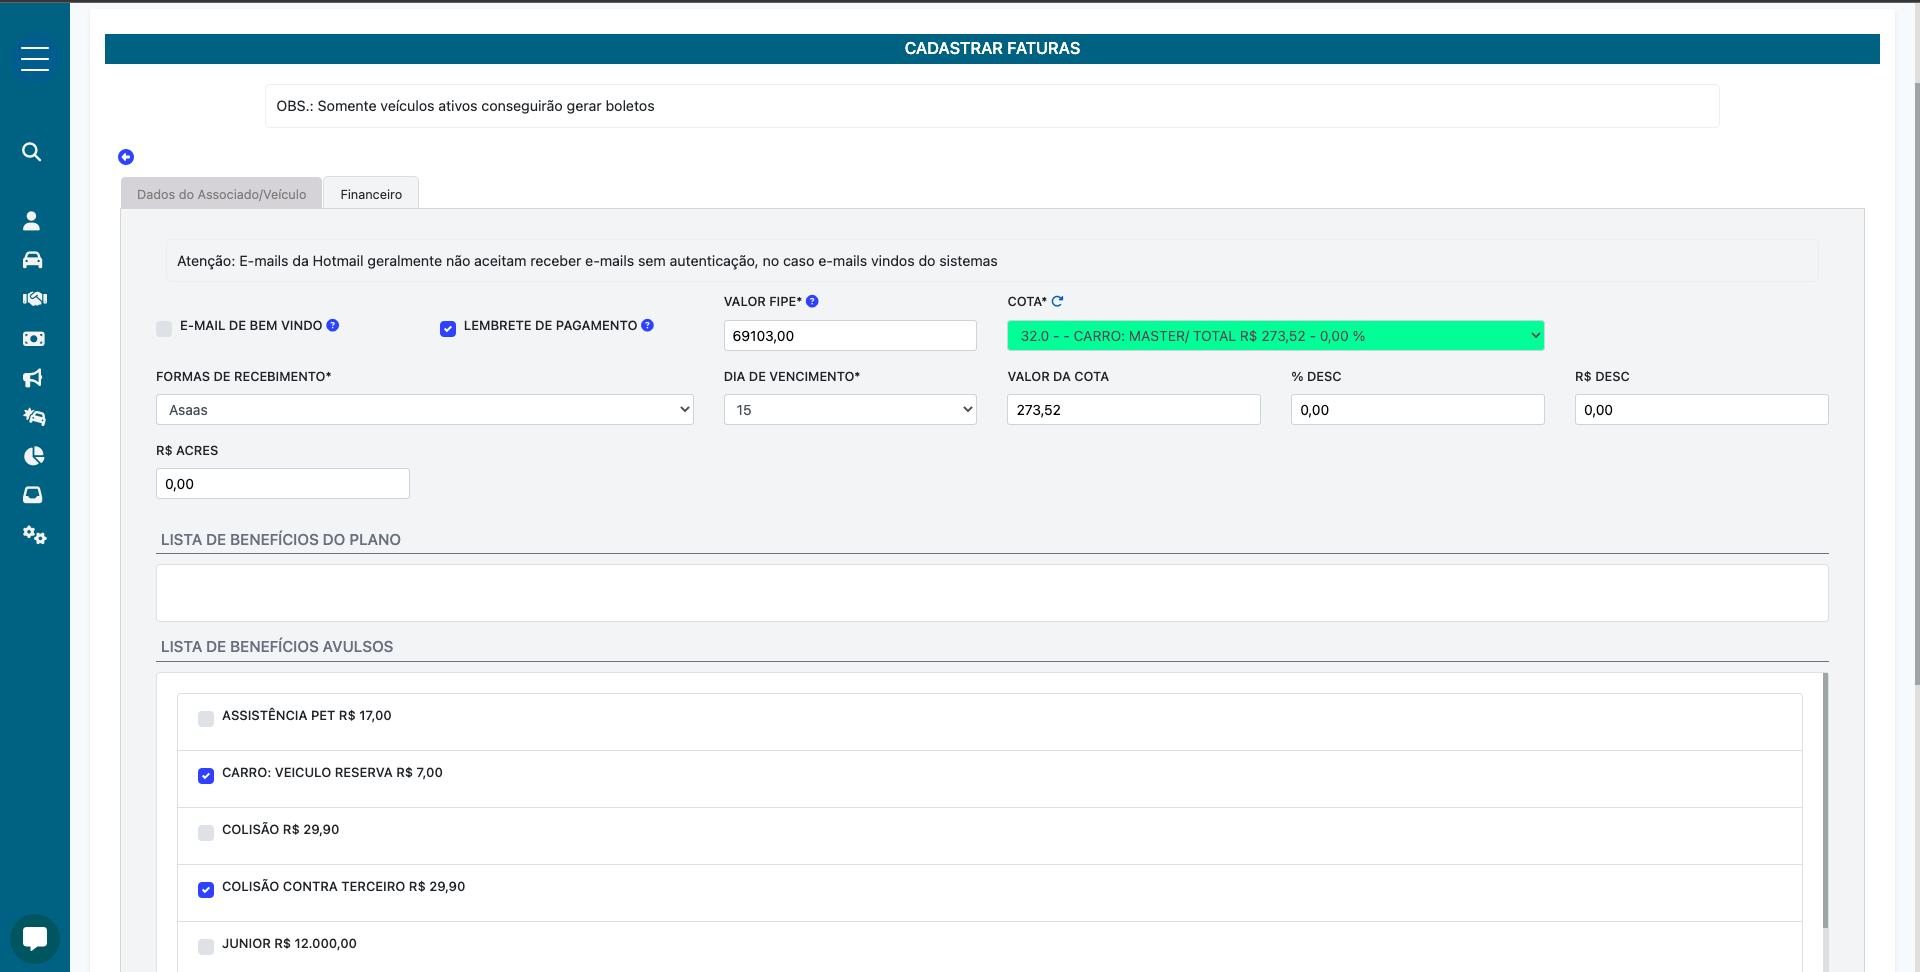 CADASTRAR FATURAS
OBS.: Somente veículos ativos conseguirão gerar boletos
Dados do Associado/Veículo
Financeiro
Atenção: E-mails da Hotmail geralmente não aceitam receber e-mails sem autenticação, no caso e-mails vindos do sistemas
E-MAIL DE BEM VINDO
LEMBRETE DE PAGAMENTO
VALOR FIPE*
69103,00
COTA*
32.0 - - CARRO: MASTER/ TOTAL R$ 273,52 - 0,00 %
FORMAS DE RECEBIMENTO*
Asaas
DIA DE VENCIMENTO*
15
VALOR DA COTA
273,52
% DESC
0,00
R$ DESC
0,00
R$ ACRES
0,00
LISTA DE BENEFÍCIOS DO PLANO
LISTA DE BENEFÍCIOS AVULSOS
ASSISTÊNCIA PET R$ 17,00
CARRO: VEICULO RESERVA R$ 7,00
COLISÃO R$ 29,90
COLISÃO CONTRA TERCEIRO R$ 29,90
JUNIOR R$ 12.000,00